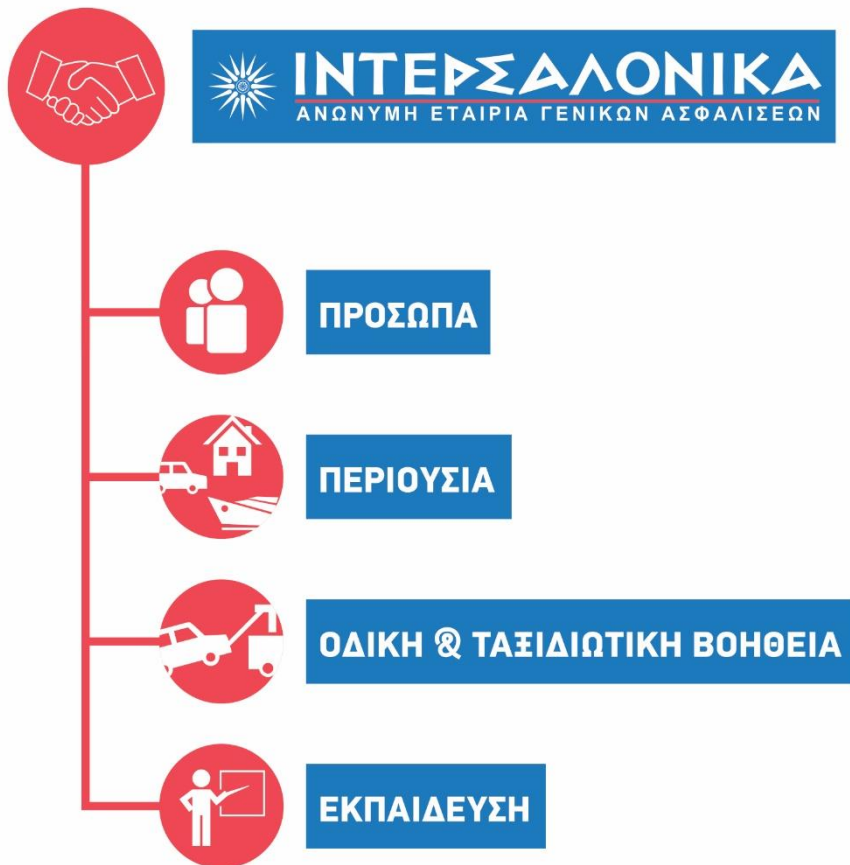 ΙΝΤΕΡΣΑΛΟΝΙΚΑ
ΑΝΩΝΥΜΗ ΕΤΑΙΡΙΑ ΓΕΝΙΚΩΝ ΑΣΦΑΛΙΣΕΩΝ
ΠΡΟΣΩΠΑ
ΠΕΡΙΟΥΣΙΑ
ΟΔΙΚΗ & ΤΑΞΙΔΙΩΤΙΚΗ ΒΟΗΘΕΙΑ
ΕΚΠΑΙΔΕΥΣΗ